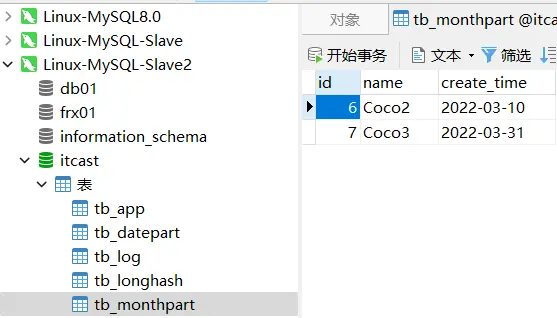 Linux-MySQL8.0
Linux-MySQL-Slave
Linux-MySQL-Slave2
db01
frx01
information_schema
itcast
表
tb_app
tb_datepart
tb_log
tb_longhash
tb_monthpart
对象
tb_monthpart @itc
开始事务 文本 筛选
id name create_time
6 Coco2 2022-03-10
7 Coco3 2022-03-31